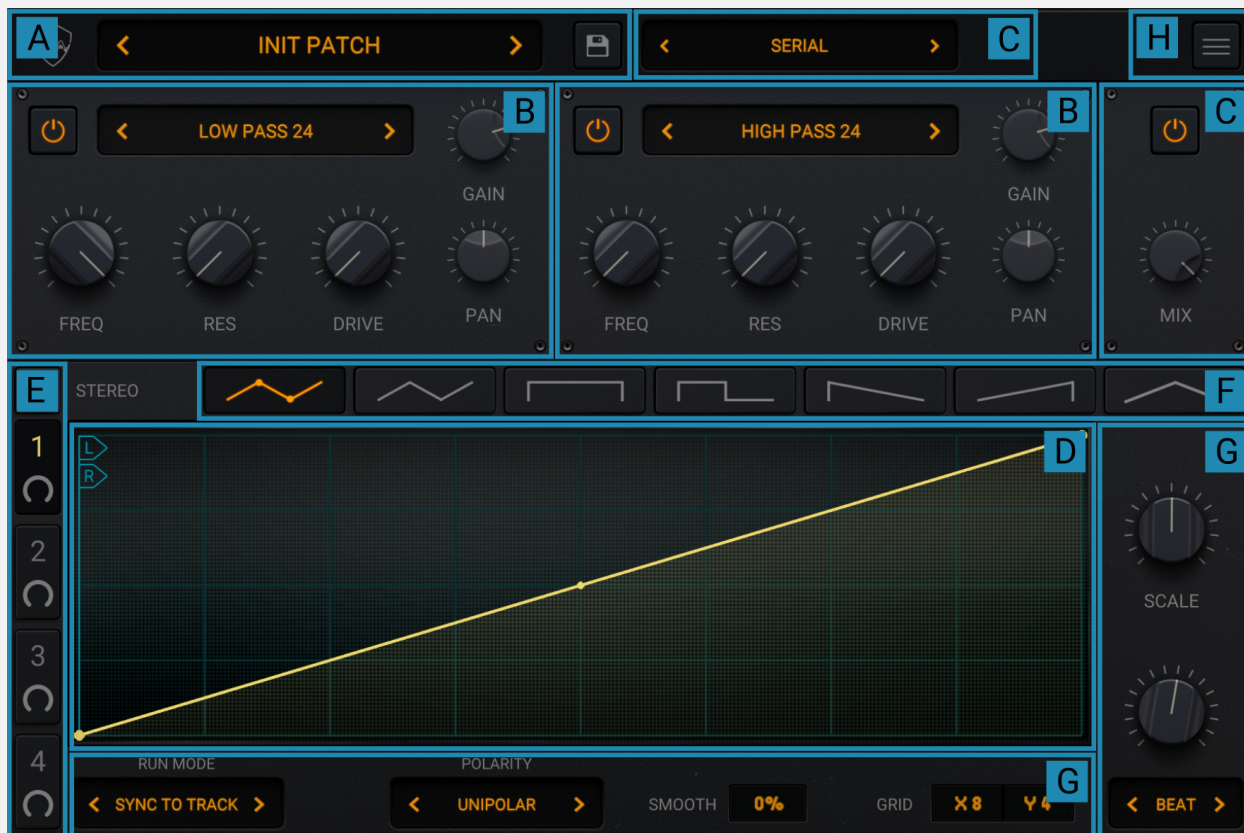 A
INIT PATCH
SERIAL
C
H
LOW PASS 24
B
GAIN
FREQ
RES
DRIVE
PAN
HIGH PASS 24
B
GAIN
FREQ
RES
DRIVE
PAN
C
MIX
E
STEREO
F
1
2
3
4
L
R
D
G
SCALE
BEAT
RUN MODE
SYNC TO TRACK
POLARITY
UNIPOLAR
SMOOTH
0%
GRID
X 8
Y 4
G